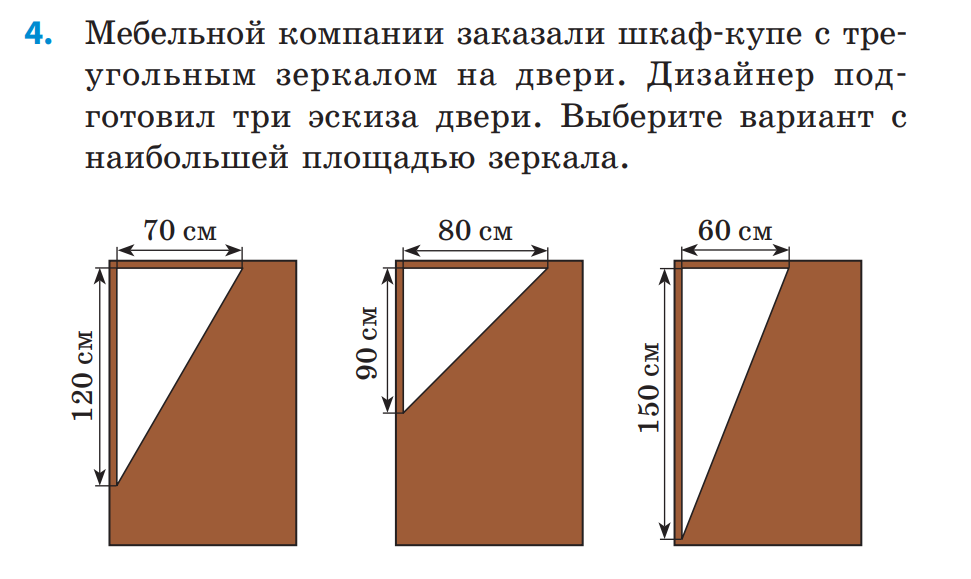 4. Мебельной компании заказали шкаф-купе с тре-
угольным зеркалом на двери. Дизайнер под-
готовил три эскиза двери. Выберите вариант с
наибольшей площадью зеркала.
70 см
120 см
80 см
90 см
60 см
150 см